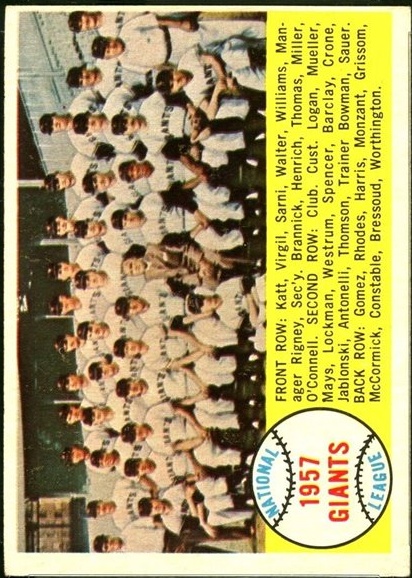 FRONT ROW: Katt, Virgil, Sarni, Walter, Williams, Man-
ager Rigney, Sec'y. Brannick, Henrich, Thomas, Miller,
O'Connell. SECOND ROW: Club. Cust. Logan, Mueller,
Mays, Lockman, Westrum, Spencer, Barclay, Crone,
Jablonski, Antonelli, Thomson, Trainer Bowman, Sauer.
BACK ROW: Gomez, Rhodes, Harris, Monzant, Grissom,
McCormick, Constable, Bressoud, Worthington.
NATIONAL
1957
GIANTS
LEAGUE